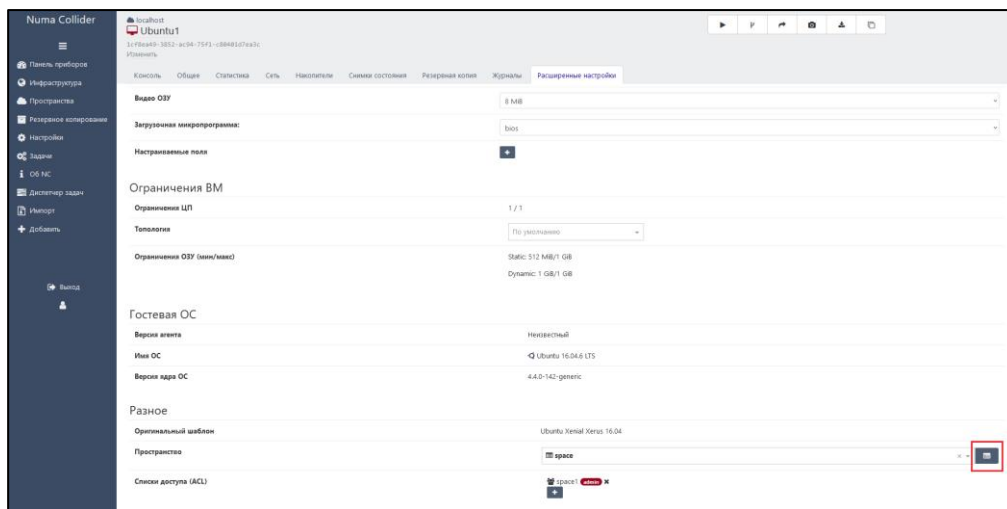 Numa Collider
Панель приборов
Инфраструктура
Пространства
Резервное копирование
Настройки
Задачи
Об NC
Диспетчер задач
Импорт
Добавить
Выход
localhost
Ubuntu1
Изменить
Консоль Общее Статистика Сеть Накопители Снимки состояния Резервная копия Журналы Расширенные настройки
Видео ОЗУ 8 MiB
Загрузочная микропрограмма: bios
Настраиваемые поля
Ограничения ВМ
Ограничения ЦП 1 / 1
Топология По умолчанию
Ограничения ОЗУ (мин/макс) Static: 512 MiB/1 GiB
Dynamic: 1 GiB/1 GiB
Гостевая ОС
Версия агента Неизвестный
Имя ОС Ubuntu 16.04.6 LTS
Версия ядра ОС 4.4.0-142-generic
Разное
Оригинальный шаблон Ubuntu Xenial Xerus 16.04
Пространство space
Списки доступа (ACL) space1 admin